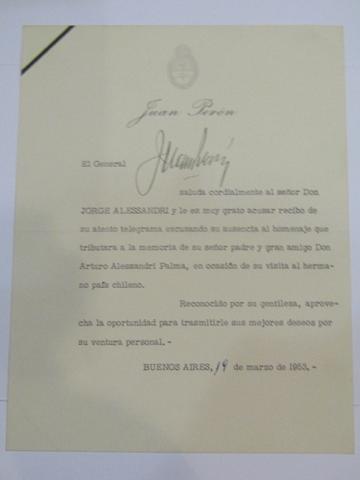 Juan Perón
El General
saluda cordialmente al señor Don
JORGE ALESSANDRI y le es muy grato acusar recibo de
su atento telegrama excusando su ausencia al homenaje que
tributara a la memoria de su señor padre y gran amigo Don
Arturo Alessandri Palma, en ocasión de su visita al herma-
no país chileno.
Reconocido por su gentileza, aprove-
cha la oportunidad para transmitirle sus mejores deseos por
su ventura personal.-
BUENOS AIRES, 19 de marzo de 1953.-